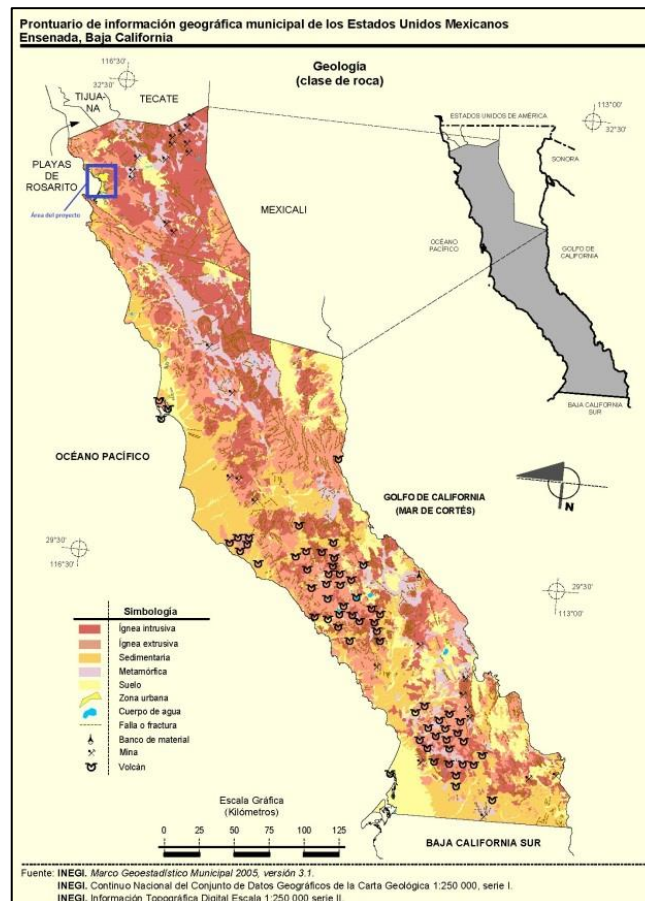 Prontuario de información geográfica municipal de los Estados Unidos Mexicanos
Ensenada, Baja California
Geología
(clase de roca)
116°30'
32°30'
TIJUA-
NA
TECATE
PLAYAS
DE
ROSARITO
Área del proyecto
MEXICALI
ESTADOS UNIDOS DE AMÉRICA
113°00'
32°30'
SONORA
OCÉANO
PACÍFICO
GOLFO DE
CALIFORNIA
BAJA CALIFORNIA
SUR
OCÉANO PACÍFICO
GOLFO DE CALIFORNIA
(MAR DE CORTÉS)
N
29°30'
116°30'
29°30'
113°00'
Simbología
Ígnea intrusiva
Ígnea extrusiva
Sedimentaria
Metamórfica
Suelo
Zona urbana
Cuerpo de agua
Falla o fractura
Banco de material
Mina
Volcán
Escala Gráfica
(Kilómetros)
0 25 50 75 100 125
BAJA CALIFORNIA SUR
Fuente: INEGI. Marco Geoestadístico Municipal 2005, versión 3.1.
INEGI. Continuo Nacional del Conjunto de Datos Geográficos de la Carta Geológica 1:250 000, serie I.
INEGI. Información Topográfica Digital Escala 1:250 000 serie II.